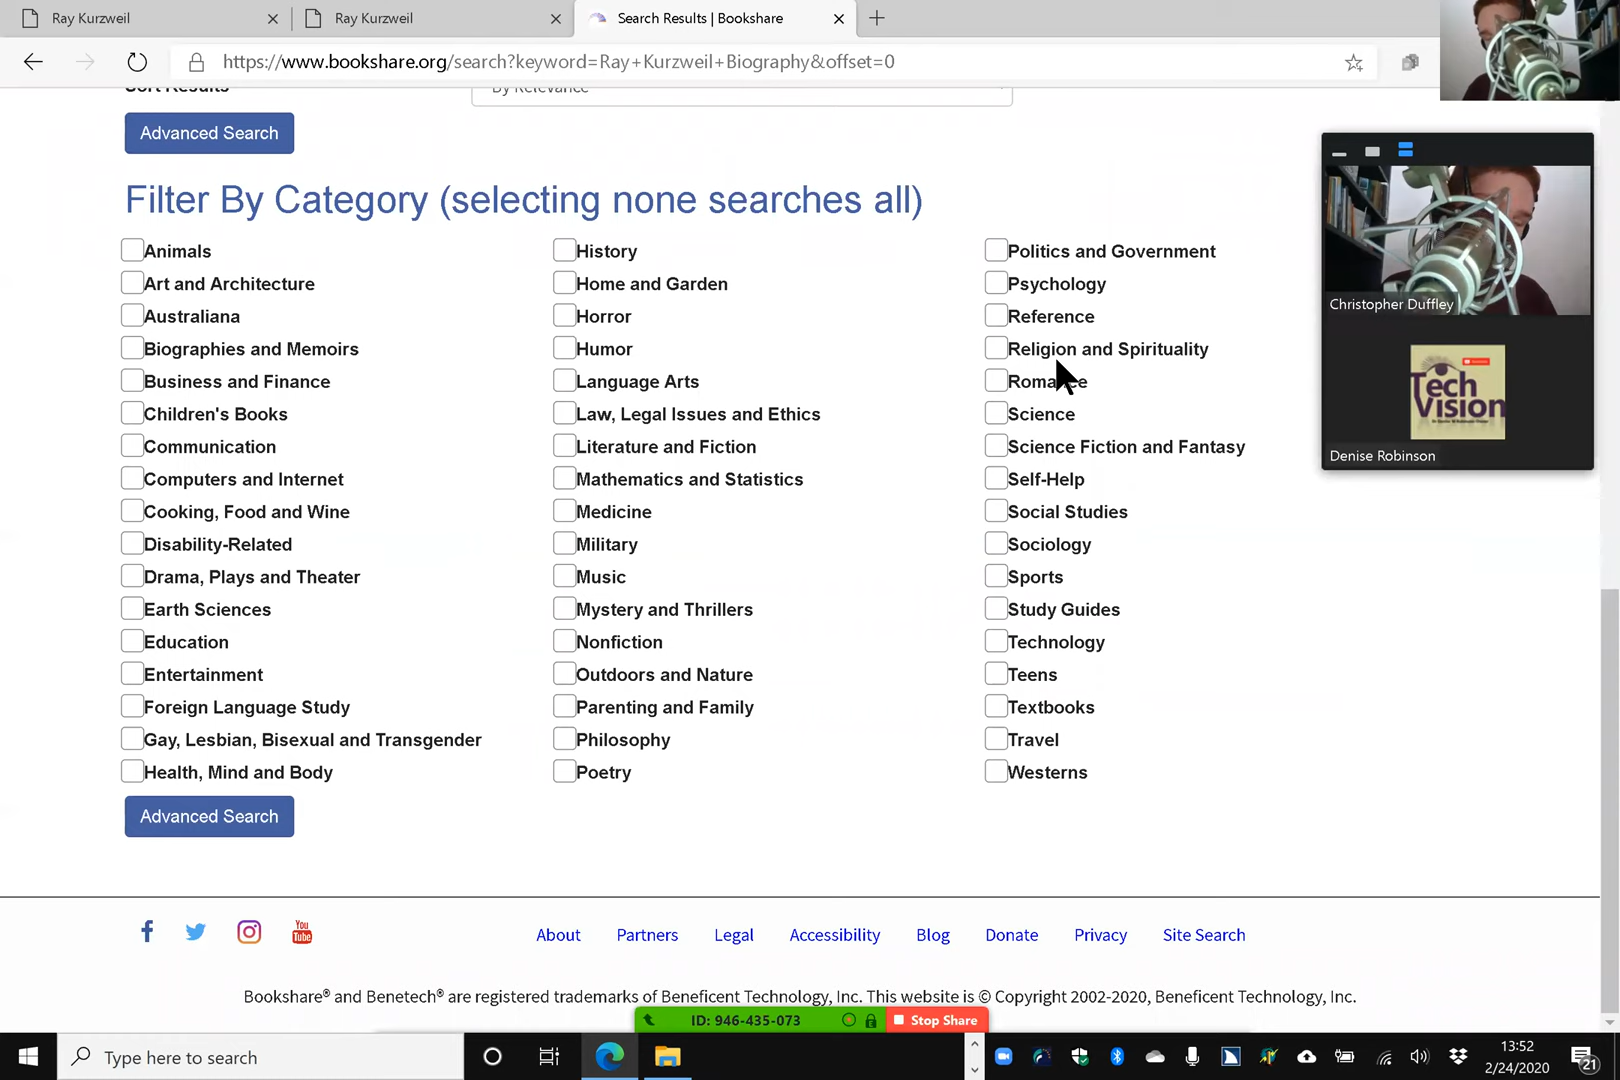 Ray Kurzweil
Ray Kurzweil
Search Results | Bookshare
https://www.bookshare.org/search?keyword=Ray+Kurzweil+Biography&offset=0
Sort Results
By Relevance
Advanced Search
Filter By Category (selecting none searches all)
Animals
Art and Architecture
Australiana
Biographies and Memoirs
Business and Finance
Children's Books
Communication
Computers and Internet
Cooking, Food and Wine
Disability-Related
Drama, Plays and Theater
Earth Sciences
Education
Entertainment
Foreign Language Study
Gay, Lesbian, Bisexual and Transgender
Health, Mind and Body
History
Home and Garden
Horror
Humor
Language Arts
Law, Legal Issues and Ethics
Literature and Fiction
Mathematics and Statistics
Medicine
Military
Music
Mystery and Thrillers
Nonfiction
Outdoors and Nature
Parenting and Family
Philosophy
Poetry
Politics and Government
Psychology
Reference
Religion and Spirituality
Romance
Science
Science Fiction and Fantasy
Self-Help
Social Studies
Sociology
Sports
Study Guides
Technology
Teens
Textbooks
Travel
Westerns
Advanced Search
Christopher Duffley
Tech
Vision
Denise Robinson
You
Tube
About Partners Legal Accessibility Blog Donate Privacy Site Search
Bookshare® and Benetech® are registered trademarks of Beneficent Technology, Inc. This website is © Copyright 2002-2020, Beneficent Technology, Inc.
ID: 946-435-073 Stop Share
Type here to search
13:52
2/24/2020
21